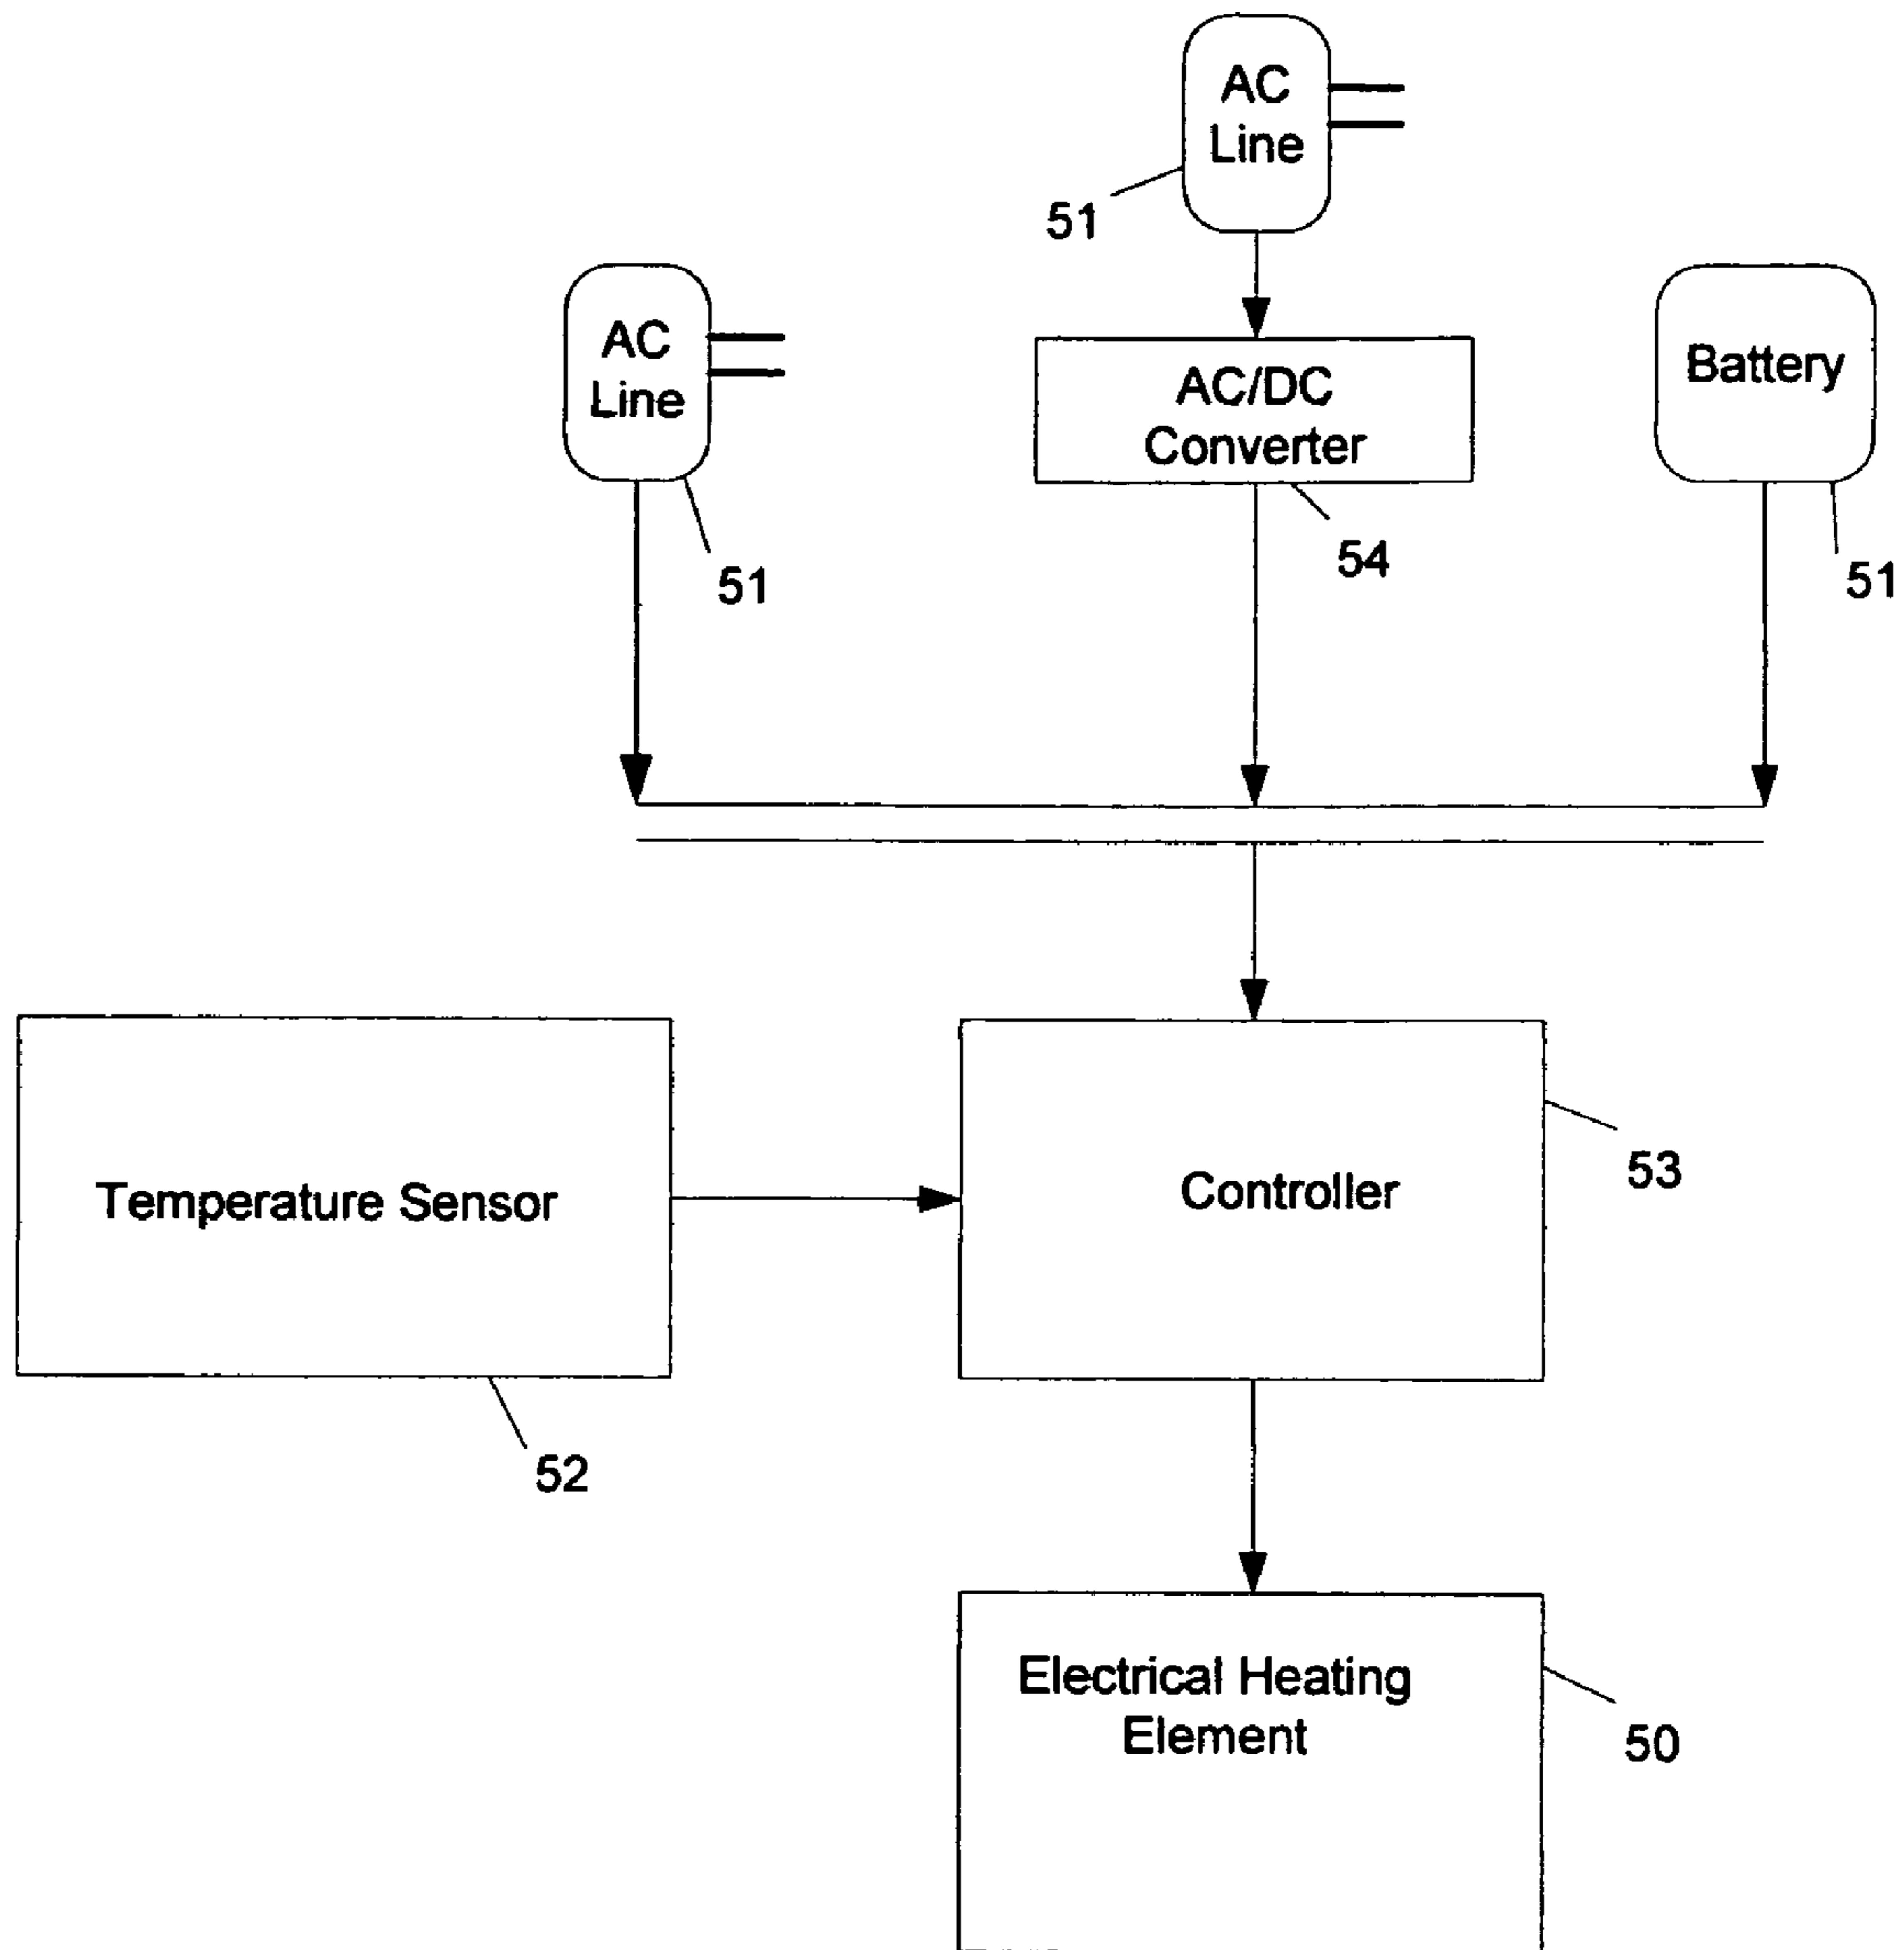 AC
Line
51
AC
Line
51
AC/DC
Converter
54
Battery
51
Temperature Sensor
52
Controller
53
Electrical Heating
Element
50